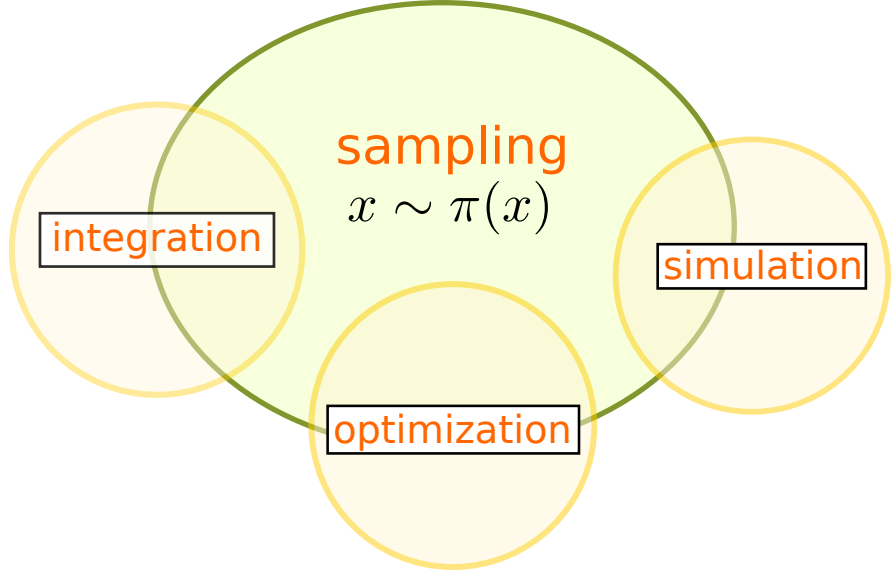 sampling
x ∼ π(x)
integration
simulation
optimization